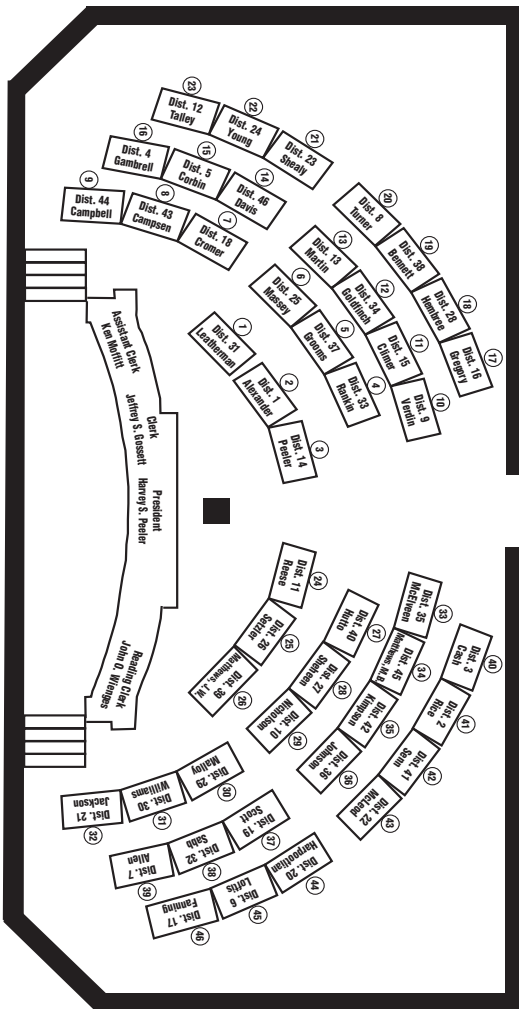 23
Dist. 12
Talley
22
Dist. 24
Young
21
Dist. 23
Shealy
16
Dist. 4
Gambrell
15
Dist. 5
Corbin
14
Dist. 46
Davis
9
Dist. 44
Campbell
8
Dist. 43
Campsen
7
Dist. 18
Cromer
20
Dist. 8
Turner
19
Dist. 38
Bennett
18
Dist. 28
Hembree
17
Dist. 16
Gregory
13
Dist. 13
Martin
12
Dist. 34
Goldfinch
11
Dist. 15
Climer
10
Dist. 9
Verdin
6
Dist. 25
Massey
5
Dist. 37
Grooms
4
Dist. 33
Rankin
1
Dist. 31
Leatherman
2
Dist. 1
Alexander
3
Dist. 14
Peeler
Assistant Clerk
Ken Moffitt
Clerk
Jeffrey S. Gossett
President
Harvey S. Peeler
Reading Clerk
John O. Wienges
24
Dist. 11
Reese
25
Dist. 26
Setzler
26
Dist. 39
Matthews, J.W.
27
Dist. 40
Hutto
28
Dist. 27
Sheheen
29
Dist. 10
Nicholson
33
Dist. 35
McElveen
34
Dist. 45
Matthews, M.B.
35
Dist. 42
Kimpson
36
Dist. 36
Johnson
40
Dist. 3
Cash
41
Dist. 2
Rice
42
Dist. 41
Senn
43
Dist. 22
McLeod
30
Dist. 29
Malloy
31
Dist. 30
Williams
32
Dist. 21
Jackson
37
Dist. 19
Scott
38
Dist. 32
Sabb
39
Dist. 7
Allen
44
Dist. 20
Harpootlian
45
Dist. 6
Loftis
46
Dist. 17
Fanning